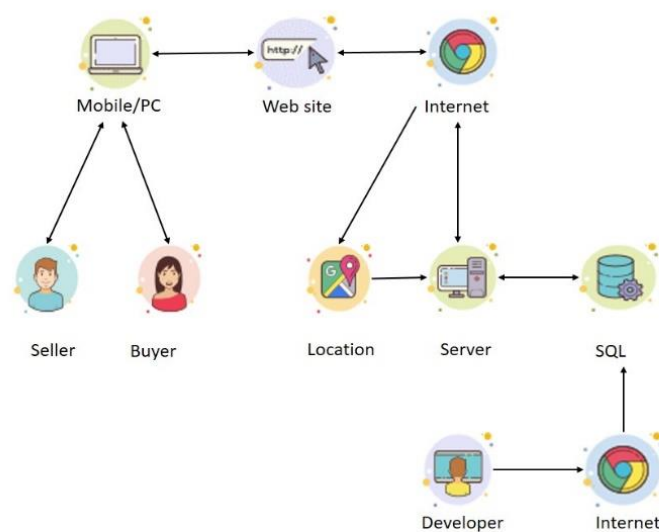 http://
Mobile/PC
Web site
Internet
G
Seller
Buyer
Location
Server
SQL
Developer
Internet